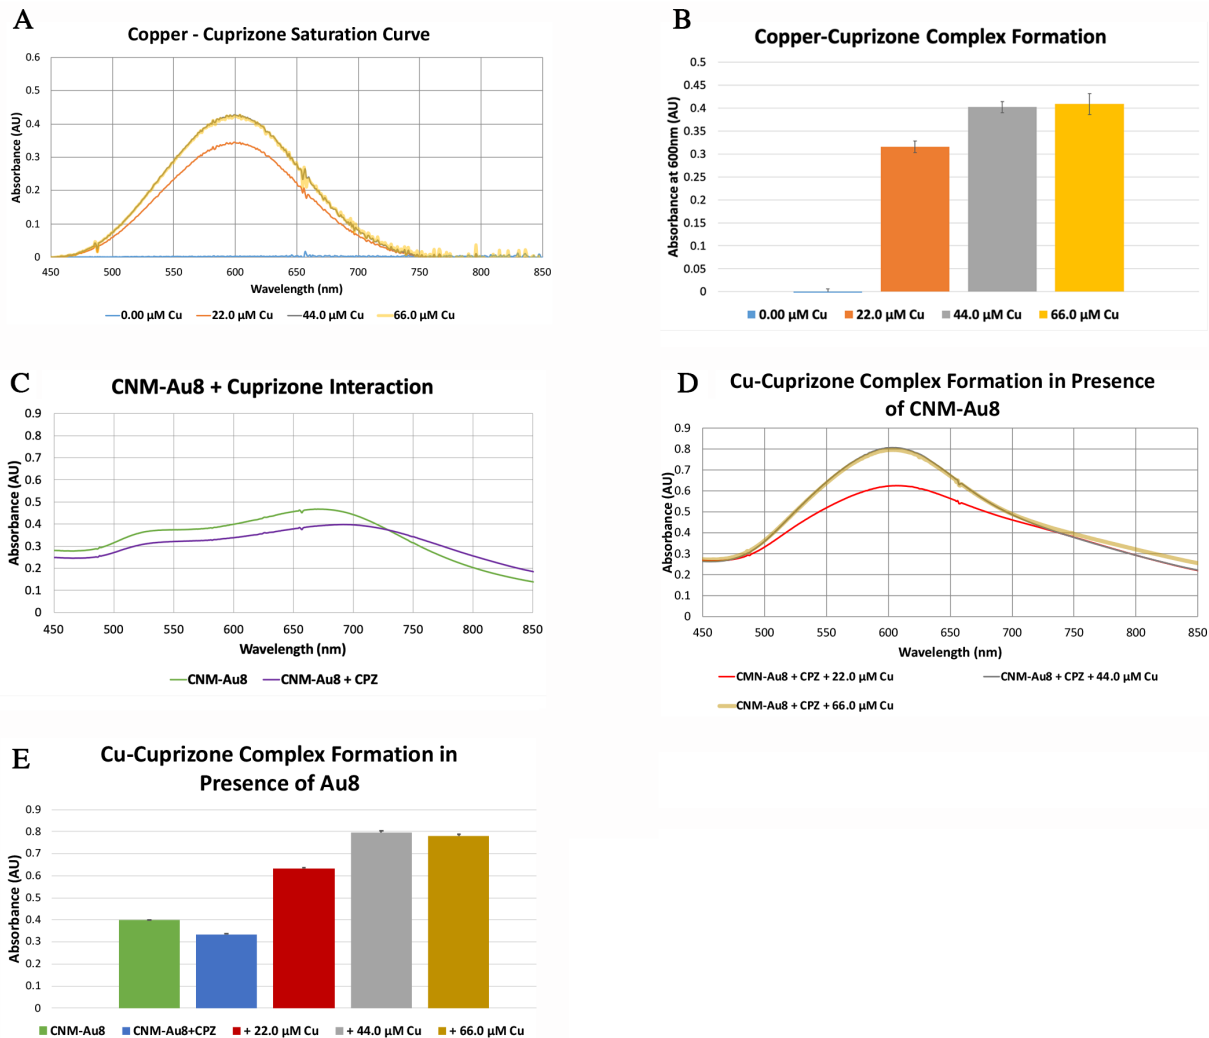 A
Copper - Cuprizone Saturation Curve
Absorbance (AU)
0.6
0.5
0.4
0.3
0.2
0.1
0
450 500 550 600 650 700 750 800 850
Wavelength (nm)
0.00 µM Cu 22.0 µM Cu 44.0 µM Cu 66.0 µM Cu
B
Copper-Cuprizone Complex Formation
Absorbance at 600nm (AU)
0.5
0.45
0.4
0.35
0.3
0.25
0.2
0.15
0.1
0.05
0
0.00 µM Cu 22.0 µM Cu 44.0 µM Cu 66.0 µM Cu
C
CNM-Au8 + Cuprizone Interaction
Absorbance (AU)
0.9
0.8
0.7
0.6
0.5
0.4
0.3
0.2
0.1
0
450 500 550 600 650 700 750 800 850
Wavelength (nm)
CNM-Au8 CNM-Au8 + CPZ
D
Cu-Cuprizone Complex Formation in Presence
of CNM-Au8
Absorbance (AU)
0.9
0.8
0.7
0.6
0.5
0.4
0.3
0.2
0.1
0
450 500 550 600 650 700 750 800 850
Wavelength (nm)
CMN-Au8 + CPZ + 22.0 µM Cu CNM-Au8 + CPZ + 44.0 µM Cu
CNM-Au8 + CPZ + 66.0 µM Cu
E
Cu-Cuprizone Complex Formation in
Presence of Au8
Absorbance (AU)
0.9
0.8
0.7
0.6
0.5
0.4
0.3
0.2
0.1
0
CNM-Au8 CNM-Au8+CPZ + 22.0 µM Cu + 44.0 µM Cu + 66.0 µM Cu